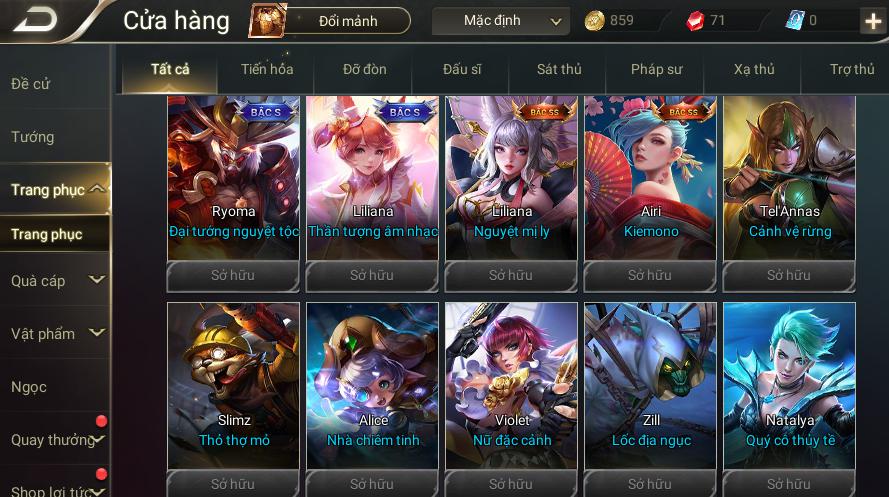 Cửa hàng
Đổi mảnh
Mặc định
859
71
0
Đề cử
Tướng
Trang phục
Trang phục
Quà cáp
Vật phẩm
Ngọc
Quay thưởng
Shop lợi tức
Tất cả
Tiến hóa
Đỡ đòn
Đấu sĩ
Sát thủ
Pháp sư
Xạ thủ
Trợ thủ
BẬC S
Ryoma
Đại tướng nguyệt tộc
Sở hữu
BẬC S
Liliana
Thần tượng âm nhạc
Sở hữu
BẬC SS
Liliana
Nguyệt mị ly
Sở hữu
BẬC SS
Airi
Kiemono
Sở hữu
Tel'Annas
Cảnh vệ rừng
Sở hữu
Slimz
Thỏ thợ mỏ
Sở hữu
Alice
Nhà chiêm tinh
Sở hữu
Violet
Nữ đặc cảnh
Sở hữu
Zill
Lốc địa ngục
Sở hữu
Natalya
Quý cô thủy tề
Sở hữu